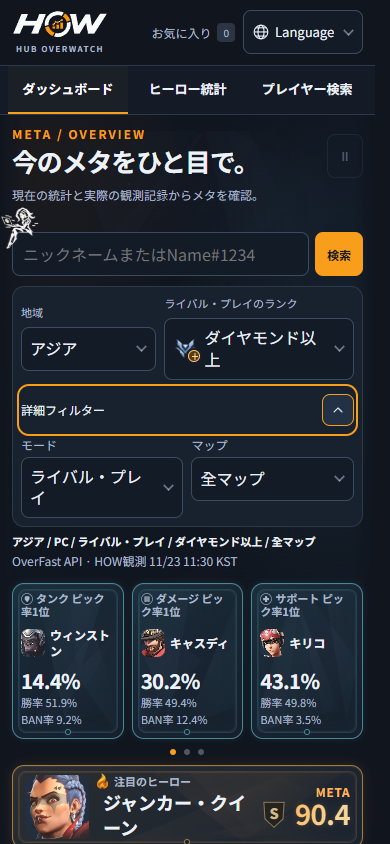 HOW
HUB OVERWATCH
お気に入り 0
Language
ダッシュボード ヒーロー統計 プレイヤー検索
META / OVERVIEW
今のメタをひと目で。
現在の統計と実際の観測記録からメタを確認。
ニックネームまたはName#1234
検索
地域
アジア
ライバル・プレイのランク
ダイヤモンド以
上
詳細フィルター
モード
ライバル・プレ
イ
マップ
全マップ
アジア / PC / ライバル・プレイ / ダイヤモンド以上 / 全マップ
OverFast API · HOW観測 11/23 11:30 KST
タンク ピック
率1位
ウィンスト
ン
14.4%
勝率 51.9%
BAN率 9.2%
ダメージ ピッ
ク率1位
キャスディ
30.2%
勝率 49.4%
BAN率 12.4%
サポート ピッ
ク率1位
キリコ
43.1%
勝率 49.8%
BAN率 3.5%
注目のヒーロー
ジャンカー・クイ
ーン
S
META
90.4